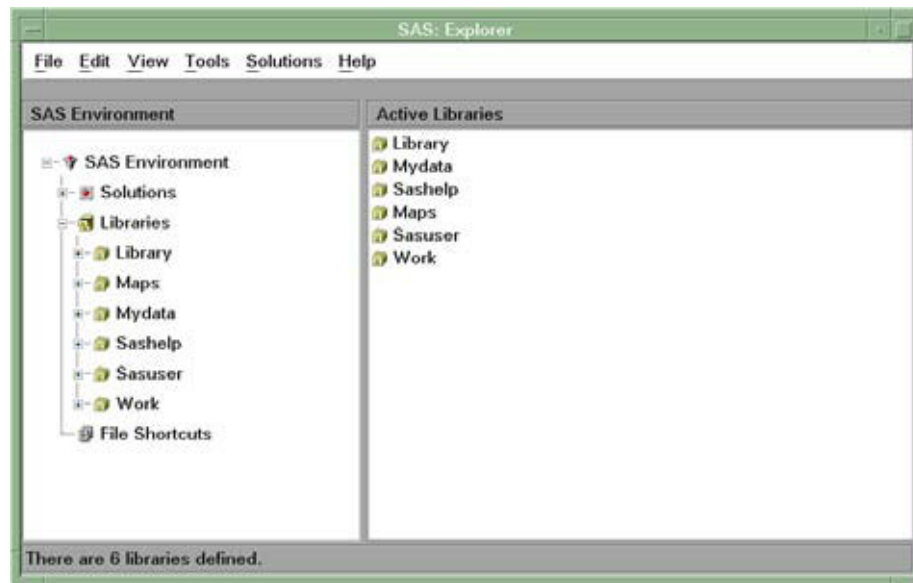 SAS: Explorer
File Edit View Tools Solutions Help
SAS Environment
Active Libraries
SAS Environment
Solutions
Libraries
Library
Maps
Mydata
Sashelp
Sasuser
Work
File Shortcuts
Library
Mydata
Sashelp
Maps
Sasuser
Work
There are 6 libraries defined.